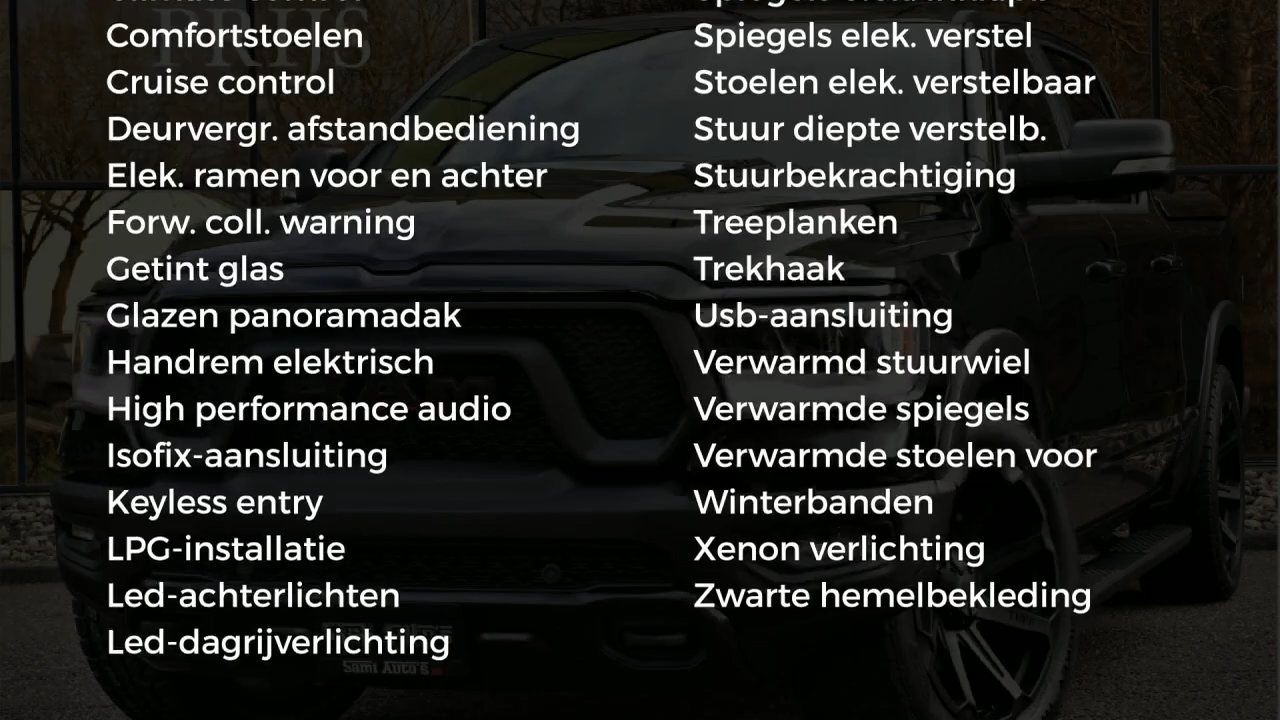 PRIJS
Comfortstoelen
Cruise control
Deurvergr. afstandbediening
Elek. ramen voor en achter
Forw. coll. warning
Getint glas
Glazen panoramadak
Handrem elektrisch
High performance audio
Isofix-aansluiting
Keyless entry
LPG-installatie
Led-achterlichten
Led-dagrijverlichting
Spiegels elek. verstel
Stoelen elek. verstelbaar
Stuur diepte verstelb.
Stuurbekrachtiging
Treeplanken
Trekhaak
Usb-aansluiting
Verwarmd stuurwiel
Verwarmde spiegels
Verwarmde stoelen voor
Winterbanden
Xenon verlichting
Zwarte hemelbekleding
Sami Auto's